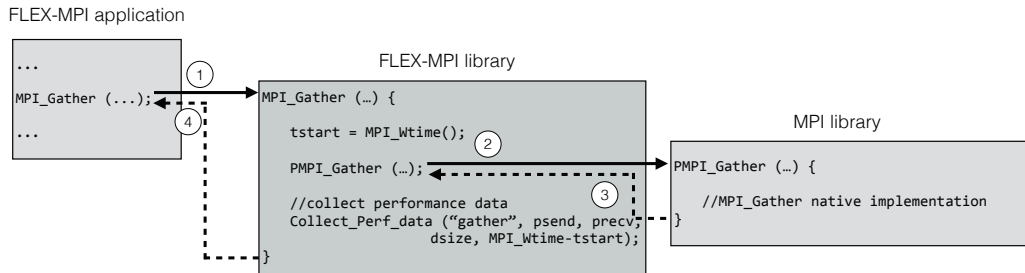 FLEX-MPI application
...
MPI_Gather (...);
...
1
4
FLEX-MPI library
MPI_Gather (…) {
tstart = MPI_Wtime();
PMPI_Gather (…);
//collect performance data
Collect_Perf_data (“gather”, psend, precv,
dsize, MPI_Wtime-tstart);
}
2
3
MPI library
PMPI_Gather (…) {
//MPI_Gather native implementation
}